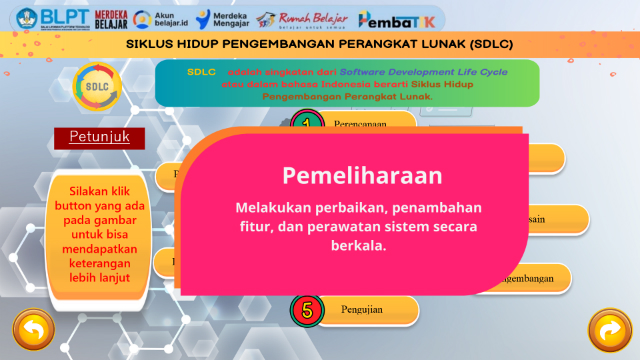 BLPT
MERDEKA BELAJAR
Akun belajar.id
Merdeka Mengajar
Rumah Belajar
PembaTIK
SIKLUS HIDUP PENGEMBANGAN PERANGKAT LUNAK (SDLC)
SDLC
SDLC adalah singkatan dari Software Development Life Cycle
atau dalam bahasa Indonesia berarti Siklus Hidup
Pengembangan Perangkat Lunak.
Petunjuk
Silakan klik
button yang ada
pada gambar
untuk bisa
mendapatkan
keterangan
lebih lanjut
1 Perencanaan
Pemeliharaan
Melakukan perbaikan, penambahan
fitur, dan perawatan sistem secara
berkala.
5 Pengujian